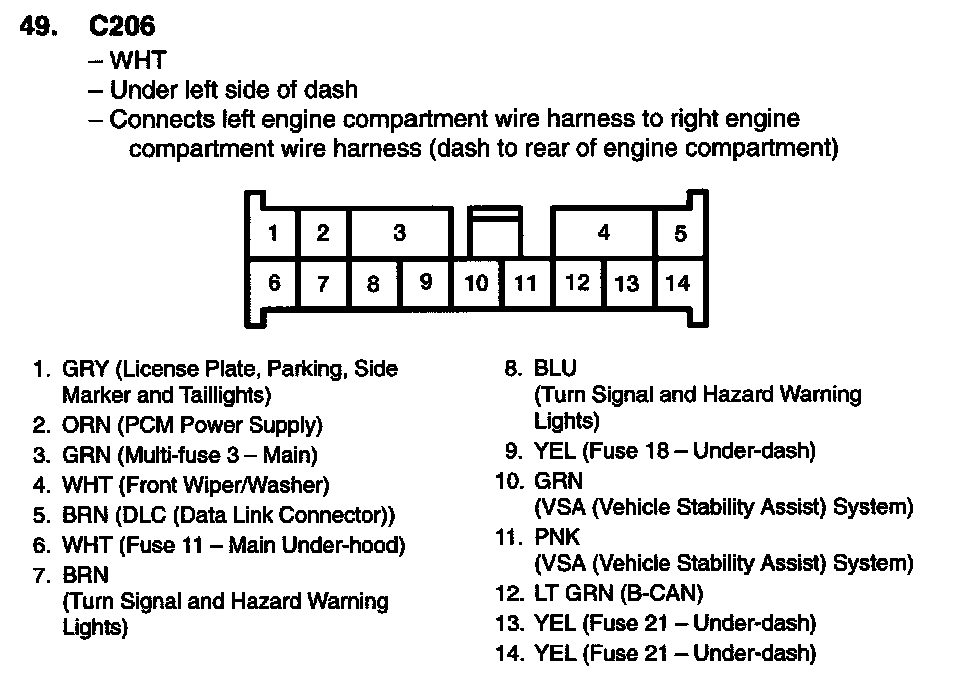 49. C206
– WHT
– Under left side of dash
– Connects left engine compartment wire harness to right engine
compartment wire harness (dash to rear of engine compartment)
1 2 3 4 5
6 7 8 9 10 11 12 13 14
1. GRY (License Plate, Parking, Side
Marker and Taillights)
2. ORN (PCM Power Supply)
3. GRN (Multi-fuse 3 – Main)
4. WHT (Front Wiper/Washer)
5. BRN (DLC (Data Link Connector))
6. WHT (Fuse 11 – Main Under-hood)
7. BRN
(Turn Signal and Hazard Warning
Lights)
8. BLU
(Turn Signal and Hazard Warning
Lights)
9. YEL (Fuse 18 – Under-dash)
10. GRN
(VSA (Vehicle Stability Assist) System)
11. PNK
(VSA (Vehicle Stability Assist) System)
12. LT GRN (B-CAN)
13. YEL (Fuse 21 – Under-dash)
14. YEL (Fuse 21 – Under-dash)